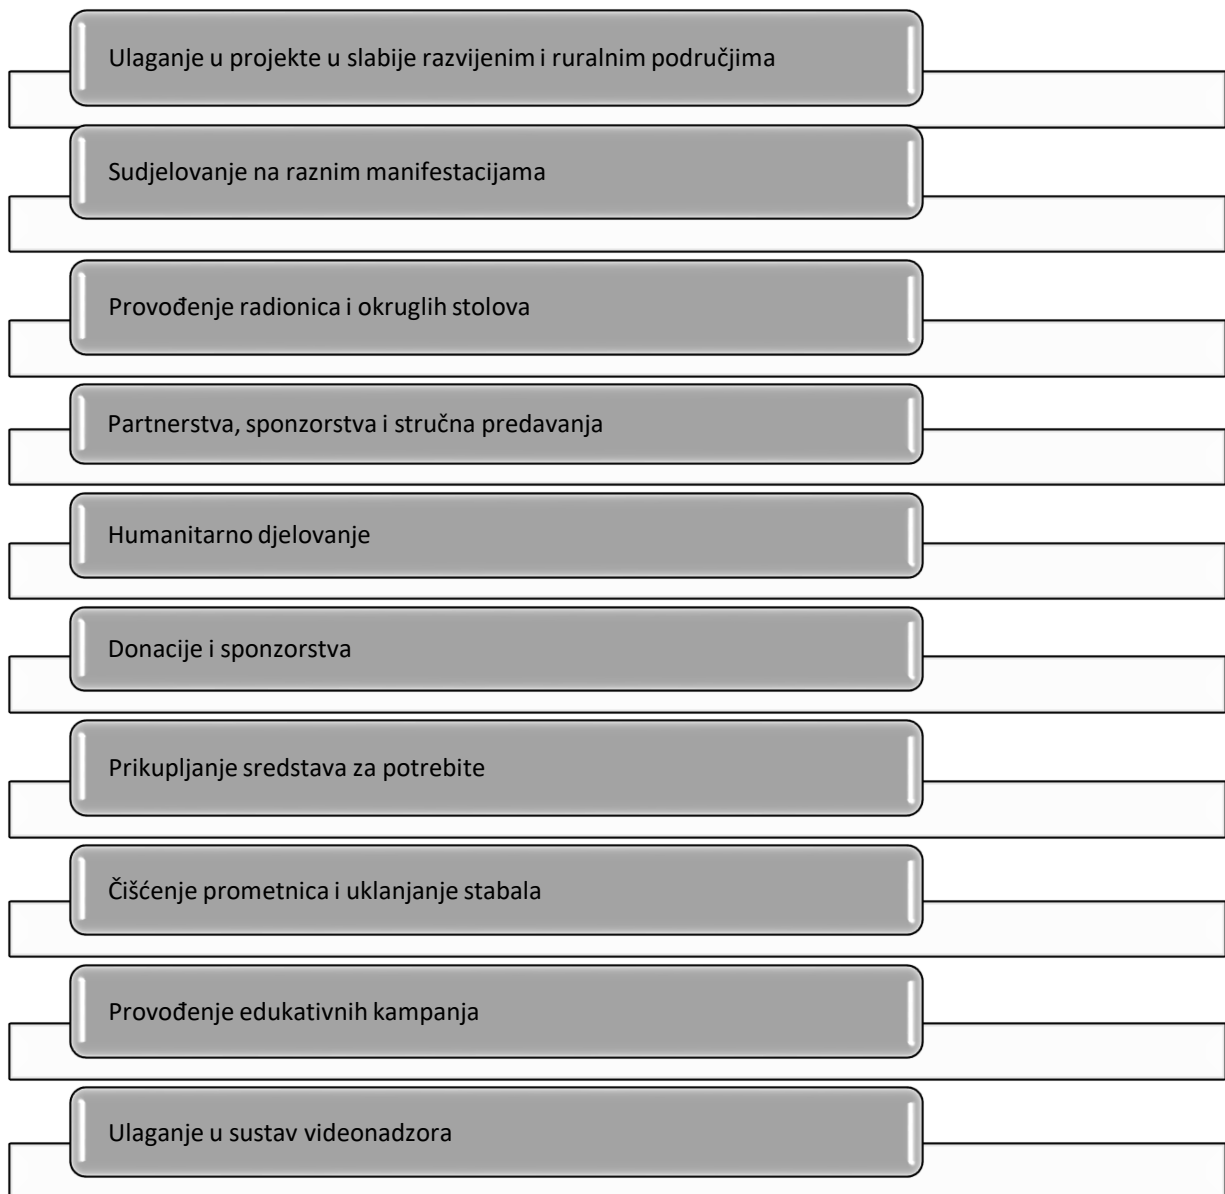 Ulaganje u projekte u slabije razvijenim i ruralnim područjima
Sudjelovanje na raznim manifestacijama
Provođenje radionica i okruglih stolova
Partnerstva, sponzorstva i stručna predavanja
Humanitarno djelovanje
Donacije i sponzorstva
Prikupljanje sredstava za potrebite
Čišćenje prometnica i uklanjanje stabala
Provođenje edukativnih kampanja
Ulaganje u sustav videonadzora